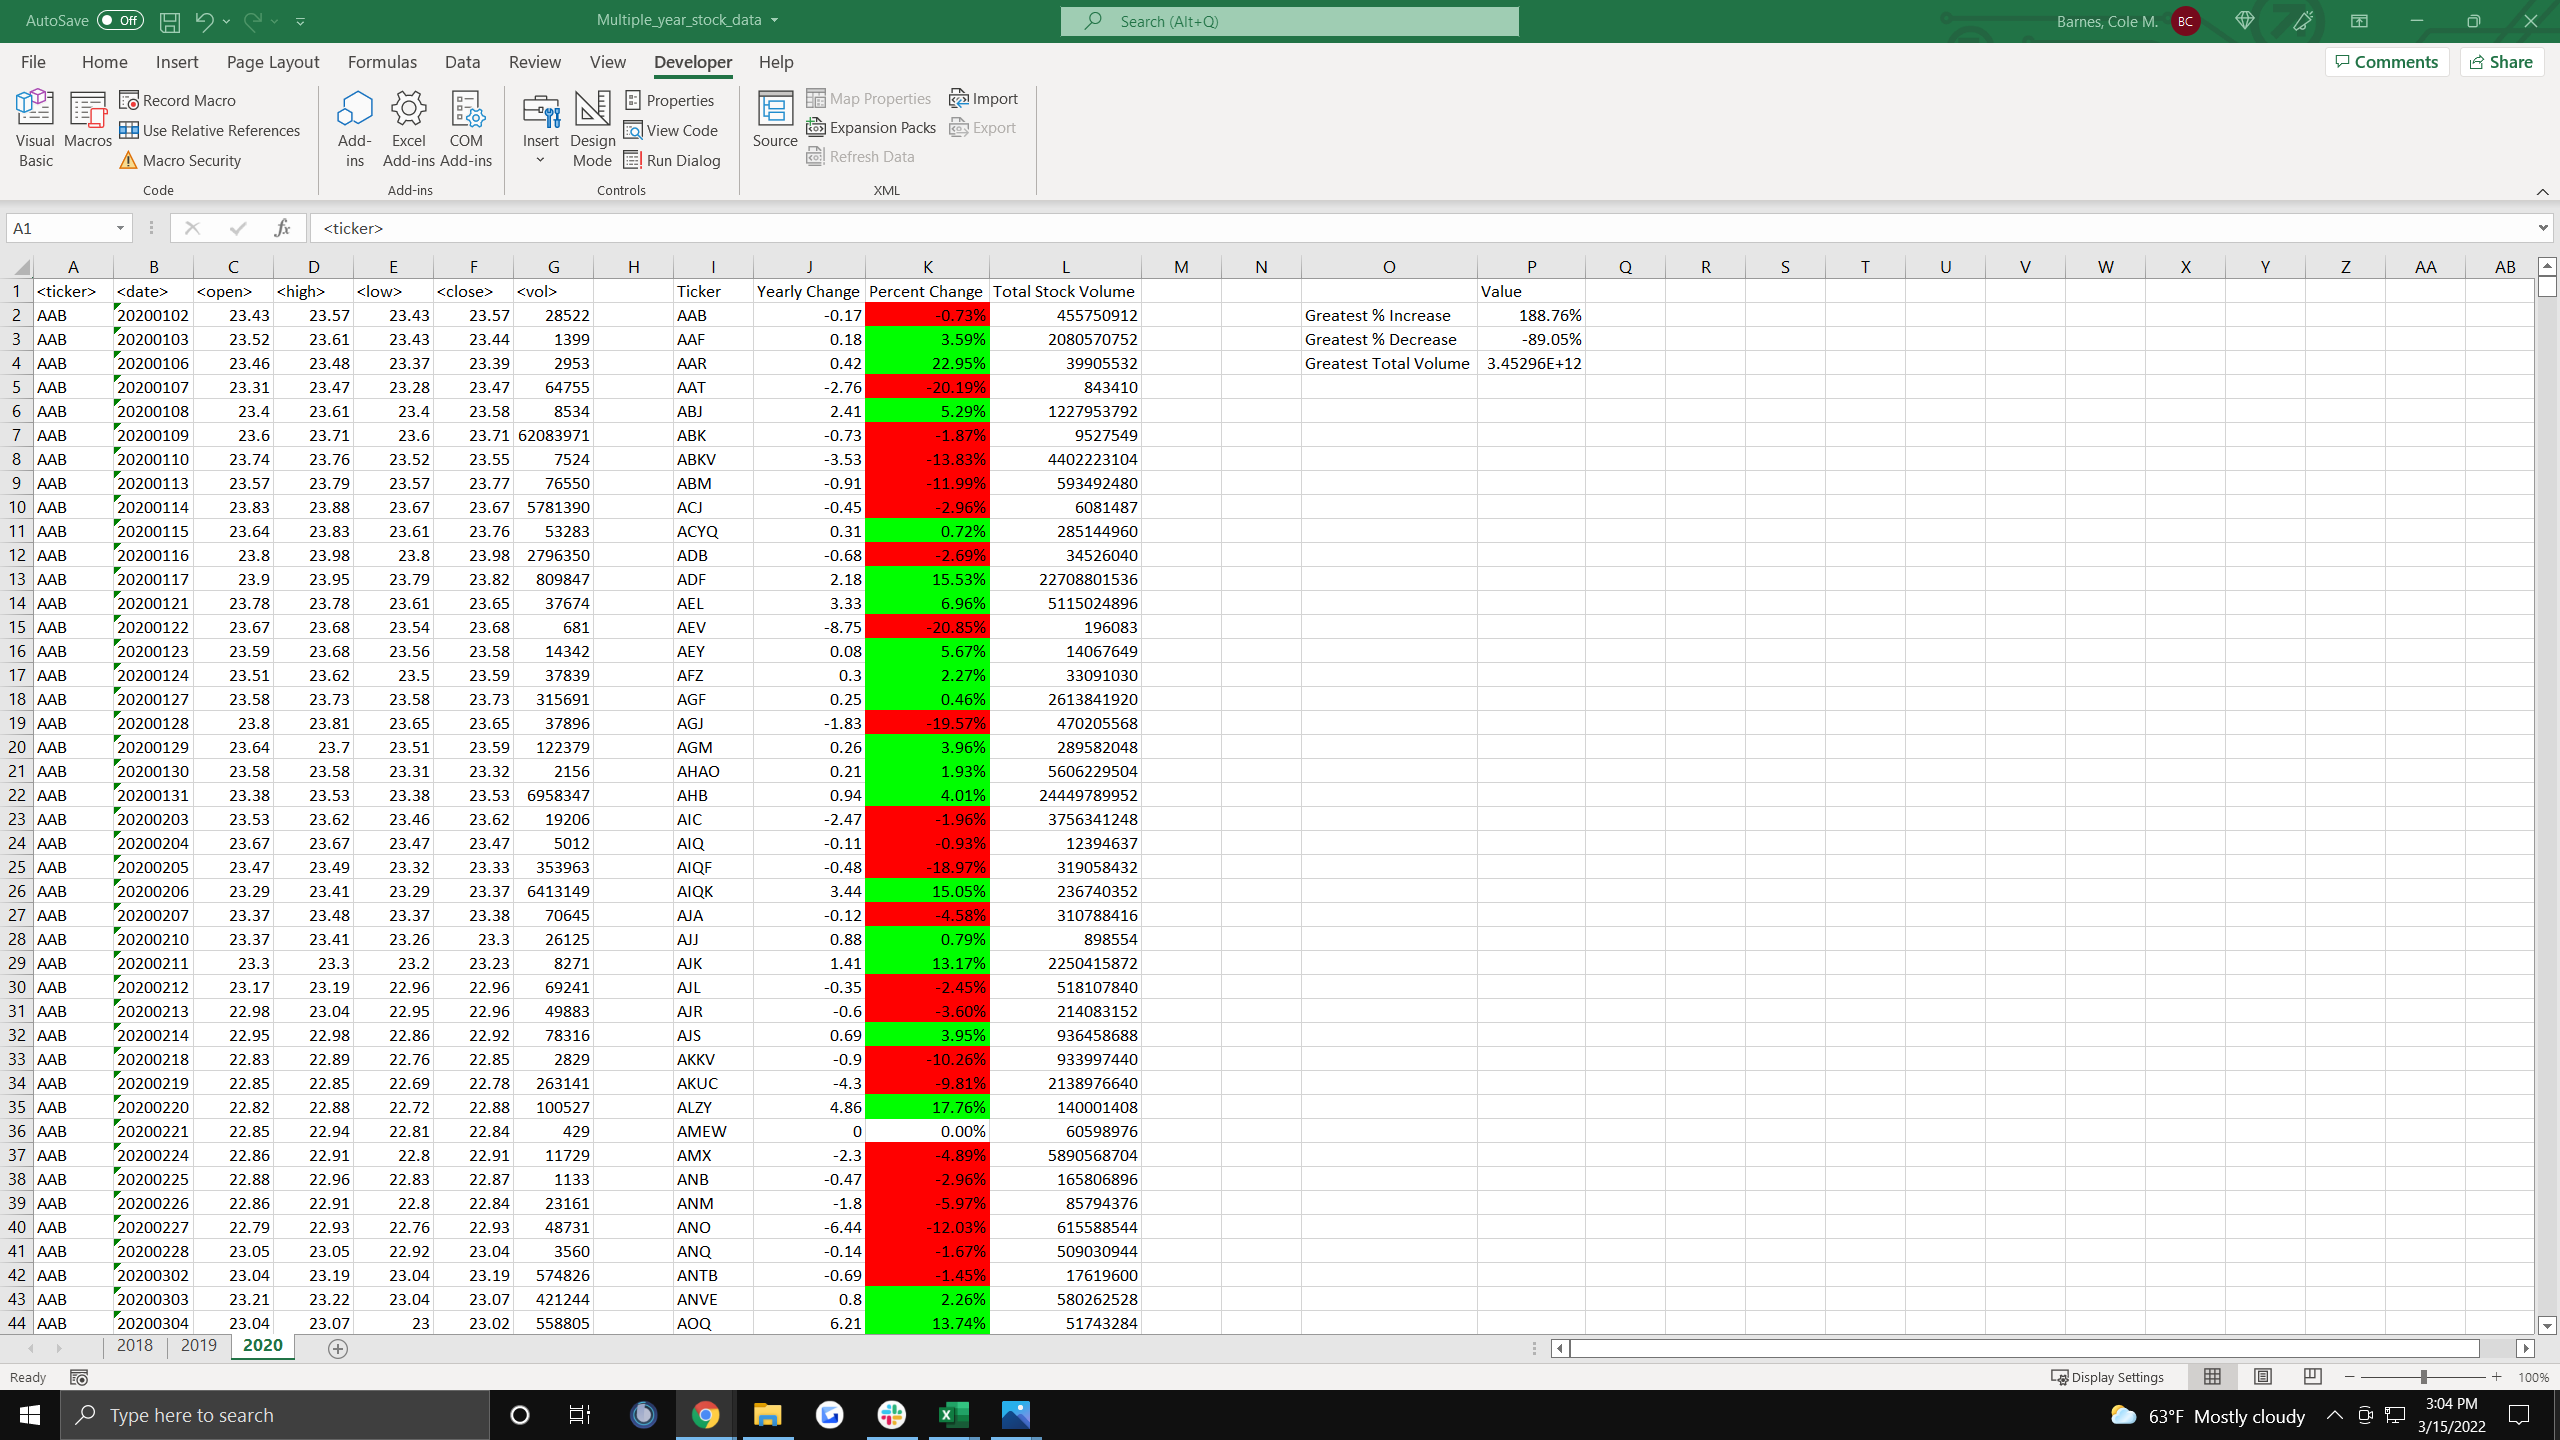 AutoSave Off Multiple_year_stock_data Search (Alt+Q) Barnes, Cole M. BC
File Home Insert Page Layout Formulas Data Review View Developer Help Comments Share
Visual Basic
Macros
Record Macro
Use Relative References
Macro Security
Code
Add-ins
Excel Add-ins
COM Add-ins
Add-ins
Insert
Design Mode
Properties
View Code
Run Dialog
Controls
Source
Map Properties
Expansion Packs
Refresh Data
Import
Export
XML
A1 fx <ticker>
A B C D E F G H I J K L M N O P Q R S T U V W X Y Z AA AB
1 <ticker> <date> <open> <high> <low> <close> <vol> Ticker Yearly Change Percent Change Total Stock Volume Value
2 AAB 20200102 23.43 23.57 23.43 23.57 28522 AAB -0.17 -0.73% 455750912 Greatest % Increase 188.76%
3 AAB 20200103 23.52 23.61 23.43 23.44 1399 AAF 0.18 3.59% 2080570752 Greatest % Decrease -89.05%
4 AAB 20200106 23.46 23.48 23.37 23.39 2953 AAR 0.42 22.95% 39905532 Greatest Total Volume 3.45296E+12
5 AAB 20200107 23.31 23.47 23.28 23.47 64755 AAT -2.76 -20.19% 843410
6 AAB 20200108 23.4 23.61 23.4 23.58 8534 ABJ 2.41 5.29% 1227953792
7 AAB 20200109 23.6 23.71 23.6 23.71 62083971 ABK -0.73 -1.87% 9527549
8 AAB 20200110 23.74 23.76 23.52 23.55 7524 ABKV -3.53 -13.83% 4402223104
9 AAB 20200113 23.57 23.79 23.57 23.77 76550 ABM -0.91 -11.99% 593492480
10 AAB 20200114 23.83 23.88 23.67 23.67 5781390 ACJ -0.45 -2.96% 6081487
11 AAB 20200115 23.64 23.83 23.61 23.76 53283 ACYQ 0.31 0.72% 285144960
12 AAB 20200116 23.8 23.98 23.8 23.98 2796350 ADB -0.68 -2.69% 34526040
13 AAB 20200117 23.9 23.95 23.79 23.82 809847 ADF 2.18 15.53% 22708801536
14 AAB 20200121 23.78 23.78 23.61 23.65 37674 AEL 3.33 6.96% 5115024896
15 AAB 20200122 23.67 23.68 23.54 23.68 681 AEV -8.75 -20.85% 196083
16 AAB 20200123 23.59 23.68 23.56 23.58 14342 AEY 0.08 5.67% 14067649
17 AAB 20200124 23.51 23.62 23.5 23.59 37839 AFZ 0.3 2.27% 33091030
18 AAB 20200127 23.58 23.73 23.58 23.73 315691 AGF 0.25 0.46% 2613841920
19 AAB 20200128 23.8 23.81 23.65 23.65 37896 AGJ -1.83 -19.57% 470205568
20 AAB 20200129 23.64 23.7 23.51 23.59 122379 AGM 0.26 3.96% 289582048
21 AAB 20200130 23.58 23.58 23.31 23.32 2156 AHAO 0.21 1.93% 5606229504
22 AAB 20200131 23.38 23.53 23.38 23.53 6958347 AHB 0.94 4.01% 24449789952
23 AAB 20200203 23.53 23.62 23.46 23.62 19206 AIC -2.47 -1.96% 3756341248
24 AAB 20200204 23.67 23.67 23.47 23.47 5012 AIQ -0.11 -0.93% 12394637
25 AAB 20200205 23.47 23.49 23.32 23.33 353963 AIQF -0.48 -18.97% 319058432
26 AAB 20200206 23.29 23.41 23.29 23.37 6413149 AIQK 3.44 15.05% 236740352
27 AAB 20200207 23.37 23.48 23.37 23.38 70645 AJA -0.12 -4.58% 310788416
28 AAB 20200210 23.37 23.41 23.26 23.3 26125 AJJ 0.88 0.79% 898554
29 AAB 20200211 23.3 23.3 23.2 23.23 8271 AJK 1.41 13.17% 2250415872
30 AAB 20200212 23.17 23.19 22.96 22.96 69241 AJL -0.35 -2.45% 518107840
31 AAB 20200213 22.98 23.04 22.95 22.96 49883 AJR -0.6 -3.60% 214083152
32 AAB 20200214 22.95 22.98 22.86 22.92 78316 AJS 0.69 3.95% 936458688
33 AAB 20200218 22.83 22.89 22.76 22.85 2829 AKKV -0.9 -10.26% 933997440
34 AAB 20200219 22.85 22.85 22.69 22.78 263141 AKUC -4.3 -9.81% 2138976640
35 AAB 20200220 22.82 22.88 22.72 22.88 100527 ALZY 4.86 17.76% 140001408
36 AAB 20200221 22.85 22.94 22.81 22.84 429 AMEW 0 0.00% 60598976
37 AAB 20200224 22.86 22.91 22.8 22.91 11729 AMX -2.3 -4.89% 5890568704
38 AAB 20200225 22.88 22.96 22.83 22.87 1133 ANB -0.47 -2.96% 165806896
39 AAB 20200226 22.86 22.91 22.8 22.84 23161 ANM -1.8 -5.97% 85794376
40 AAB 20200227 22.79 22.93 22.76 22.93 48731 ANO -6.44 -12.03% 615588544
41 AAB 20200228 23.05 23.05 22.92 23.04 3560 ANQ -0.14 -1.67% 509030944
42 AAB 20200302 23.04 23.19 23.04 23.19 574826 ANTB -0.69 -1.45% 17619600
43 AAB 20200303 23.21 23.22 23.04 23.07 421244 ANVE 0.8 2.26% 580262528
44 AAB 20200304 23.04 23.07 23 23.02 558805 AOQ 6.21 13.74% 51743284
2018 2019 2020
Ready Display Settings 100%
Type here to search 63°F Mostly cloudy 3:04 PM
3/15/2022